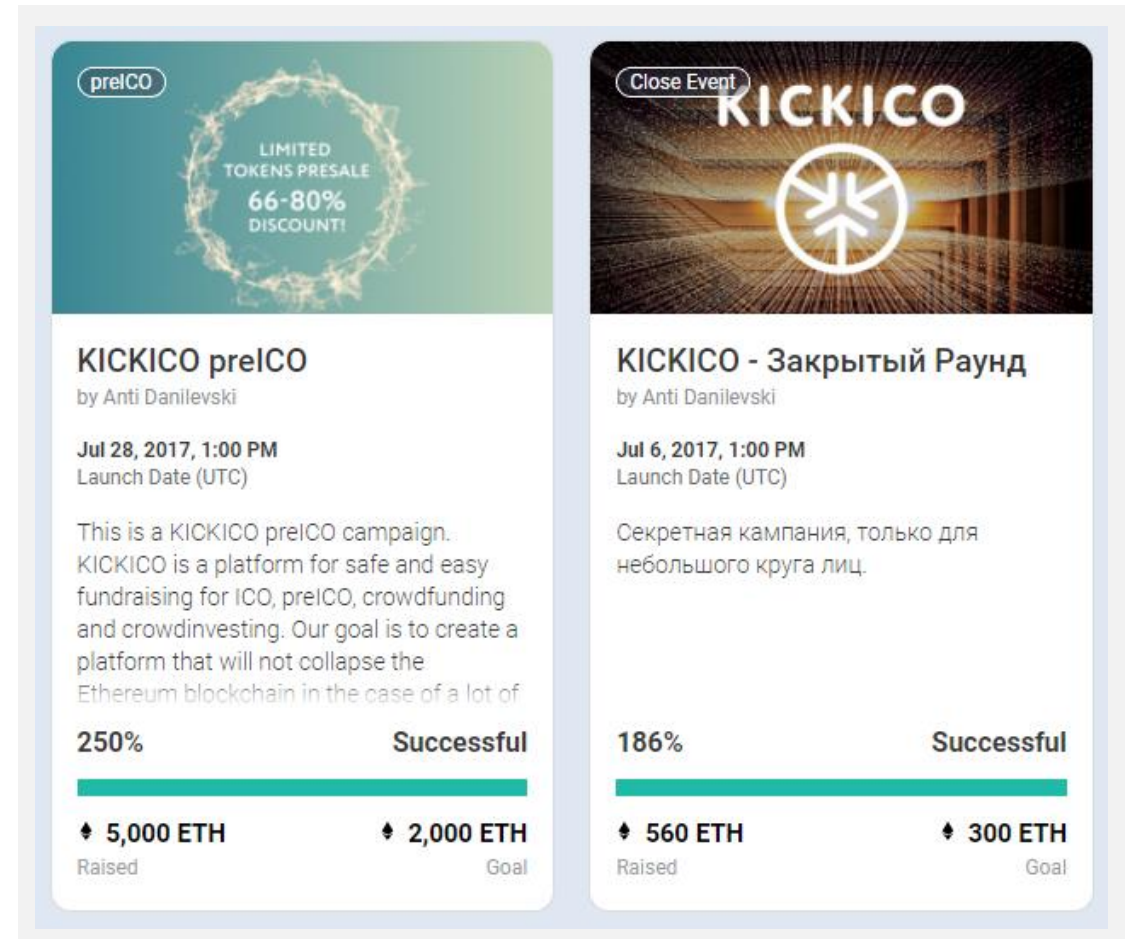 preICO
LIMITED
TOKENS PRESALE
66-80%
DISCOUNT!
KICKICO preICO
by Anti Danilevski
Jul 28, 2017, 1:00 PM
Launch Date (UTC)
This is a KICKICO preICO campaign.
KICKICO is a platform for safe and easy
fundraising for ICO, preICO, crowdfunding
and crowdinvesting. Our goal is to create a
platform that will not collapse the
Ethereum blockchain in the case of a lot of
250% Successful
5,000 ETH 2,000 ETH
Raised Goal
Close Event
KICKICO
KICKICO - Закрытый Раунд
by Anti Danilevski
Jul 6, 2017, 1:00 PM
Launch Date (UTC)
Секретная кампания, только для
небольшого круга лиц.
186% Successful
560 ETH 300 ETH
Raised Goal